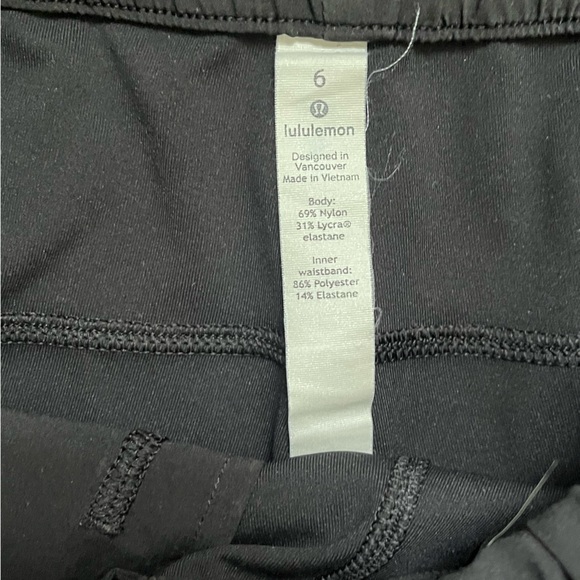 6
lululemon
Designed in
Vancouver
Made in Vietnam
Body:
69% Nylon
31% Lycra®
elastane
Inner
waistband:
86% Polyester
14% Elastane